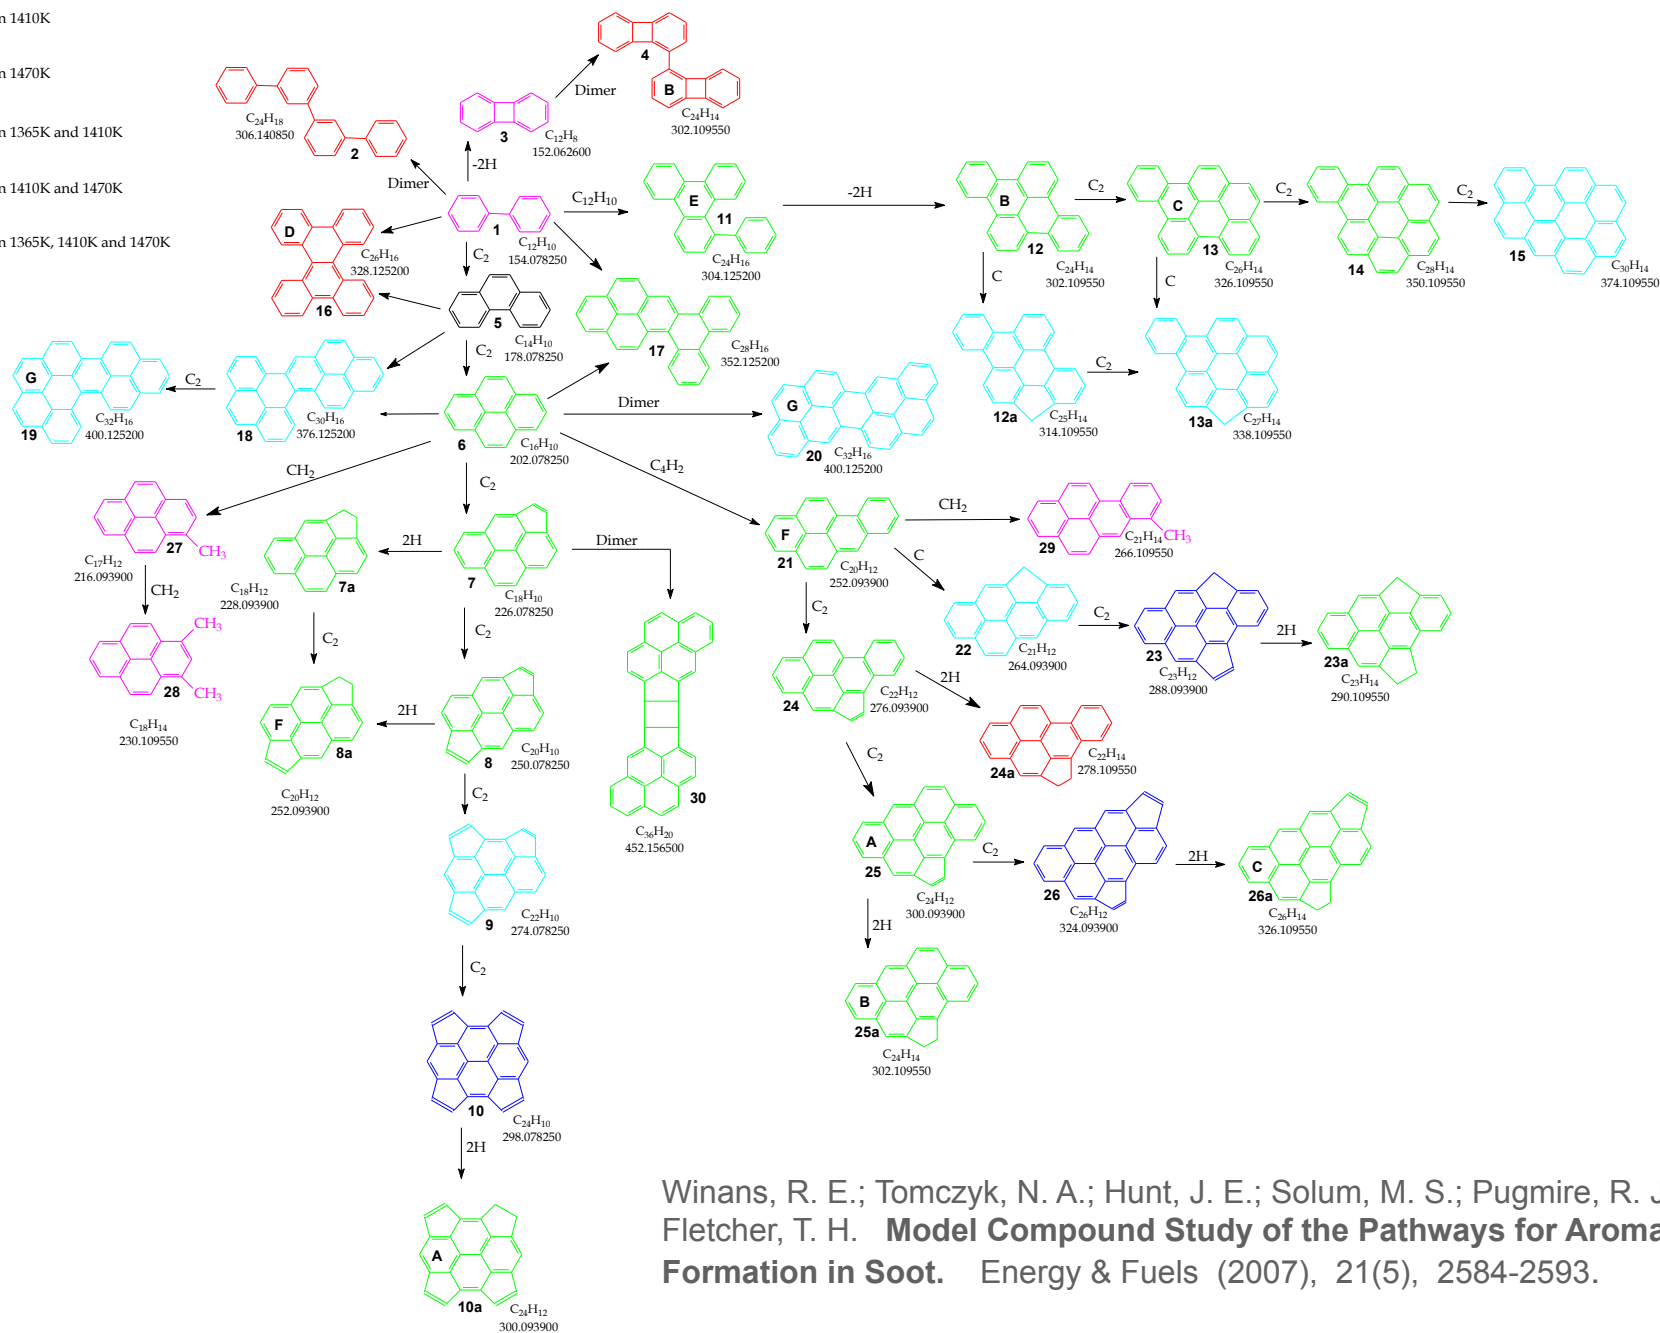 n 1410K
n 1470K
n 1365K and 1410K
n 1410K and 1470K
n 1365K, 1410K and 1470K
4
B
C24H14
302.109550
Dimer
3
C12H8
152.062600
-2H
C24H18
306.140850
2
Dimer
1
C12H10
154.078250
C12H10
E
11
C24H16
304.125200
-2H
B
12
C24H14
302.109550
C2
C
13
C26H14
326.109550
C2
14
C28H14
350.109550
C2
15
C30H14
374.109550
D
16
C26H16
328.125200
C2
5
C14H10
178.078250
17
C28H16
352.125200
C
12a
C25H14
314.109550
C2
C
13a
C27H14
338.109550
G
19
C32H16
400.125200
C2
18
C30H16
376.125200
C2
6
C16H10
202.078250
Dimer
G
20
C32H16
400.125200
CH2
C2
C4H2
27
CH3
C17H12
216.093900
CH2
CH3
CH3
28
C18H14
230.109550
7a
C18H12
228.093900
2H
7
C18H10
226.078250
Dimer
F
21
C20H12
252.093900
CH2
29
CH3
C21H14
266.109550
C
22
C21H12
264.093900
C2
23
C23H12
288.093900
2H
23a
C23H14
290.109550
C2
C2
C2
F
8a
C20H12
252.093900
2H
8
C20H10
250.078250
24
C22H12
276.093900
2H
24a
C22H14
278.109550
30
C36H20
452.156500
C2
C2
9
C22H10
274.078250
A
25
C24H12
300.093900
C2
26
C26H12
324.093900
2H
C
26a
C26H14
326.109550
2H
B
25a
C24H14
302.109550
C2
10
C24H10
298.078250
2H
A
10a
C24H12
300.093900
Winans, R. E.; Tomczyk, N. A.; Hunt, J. E.; Solum, M. S.; Pugmire, R. J
Fletcher, T. H. Model Compound Study of the Pathways for Aroma
Formation in Soot. Energy & Fuels (2007), 21(5), 2584-2593.